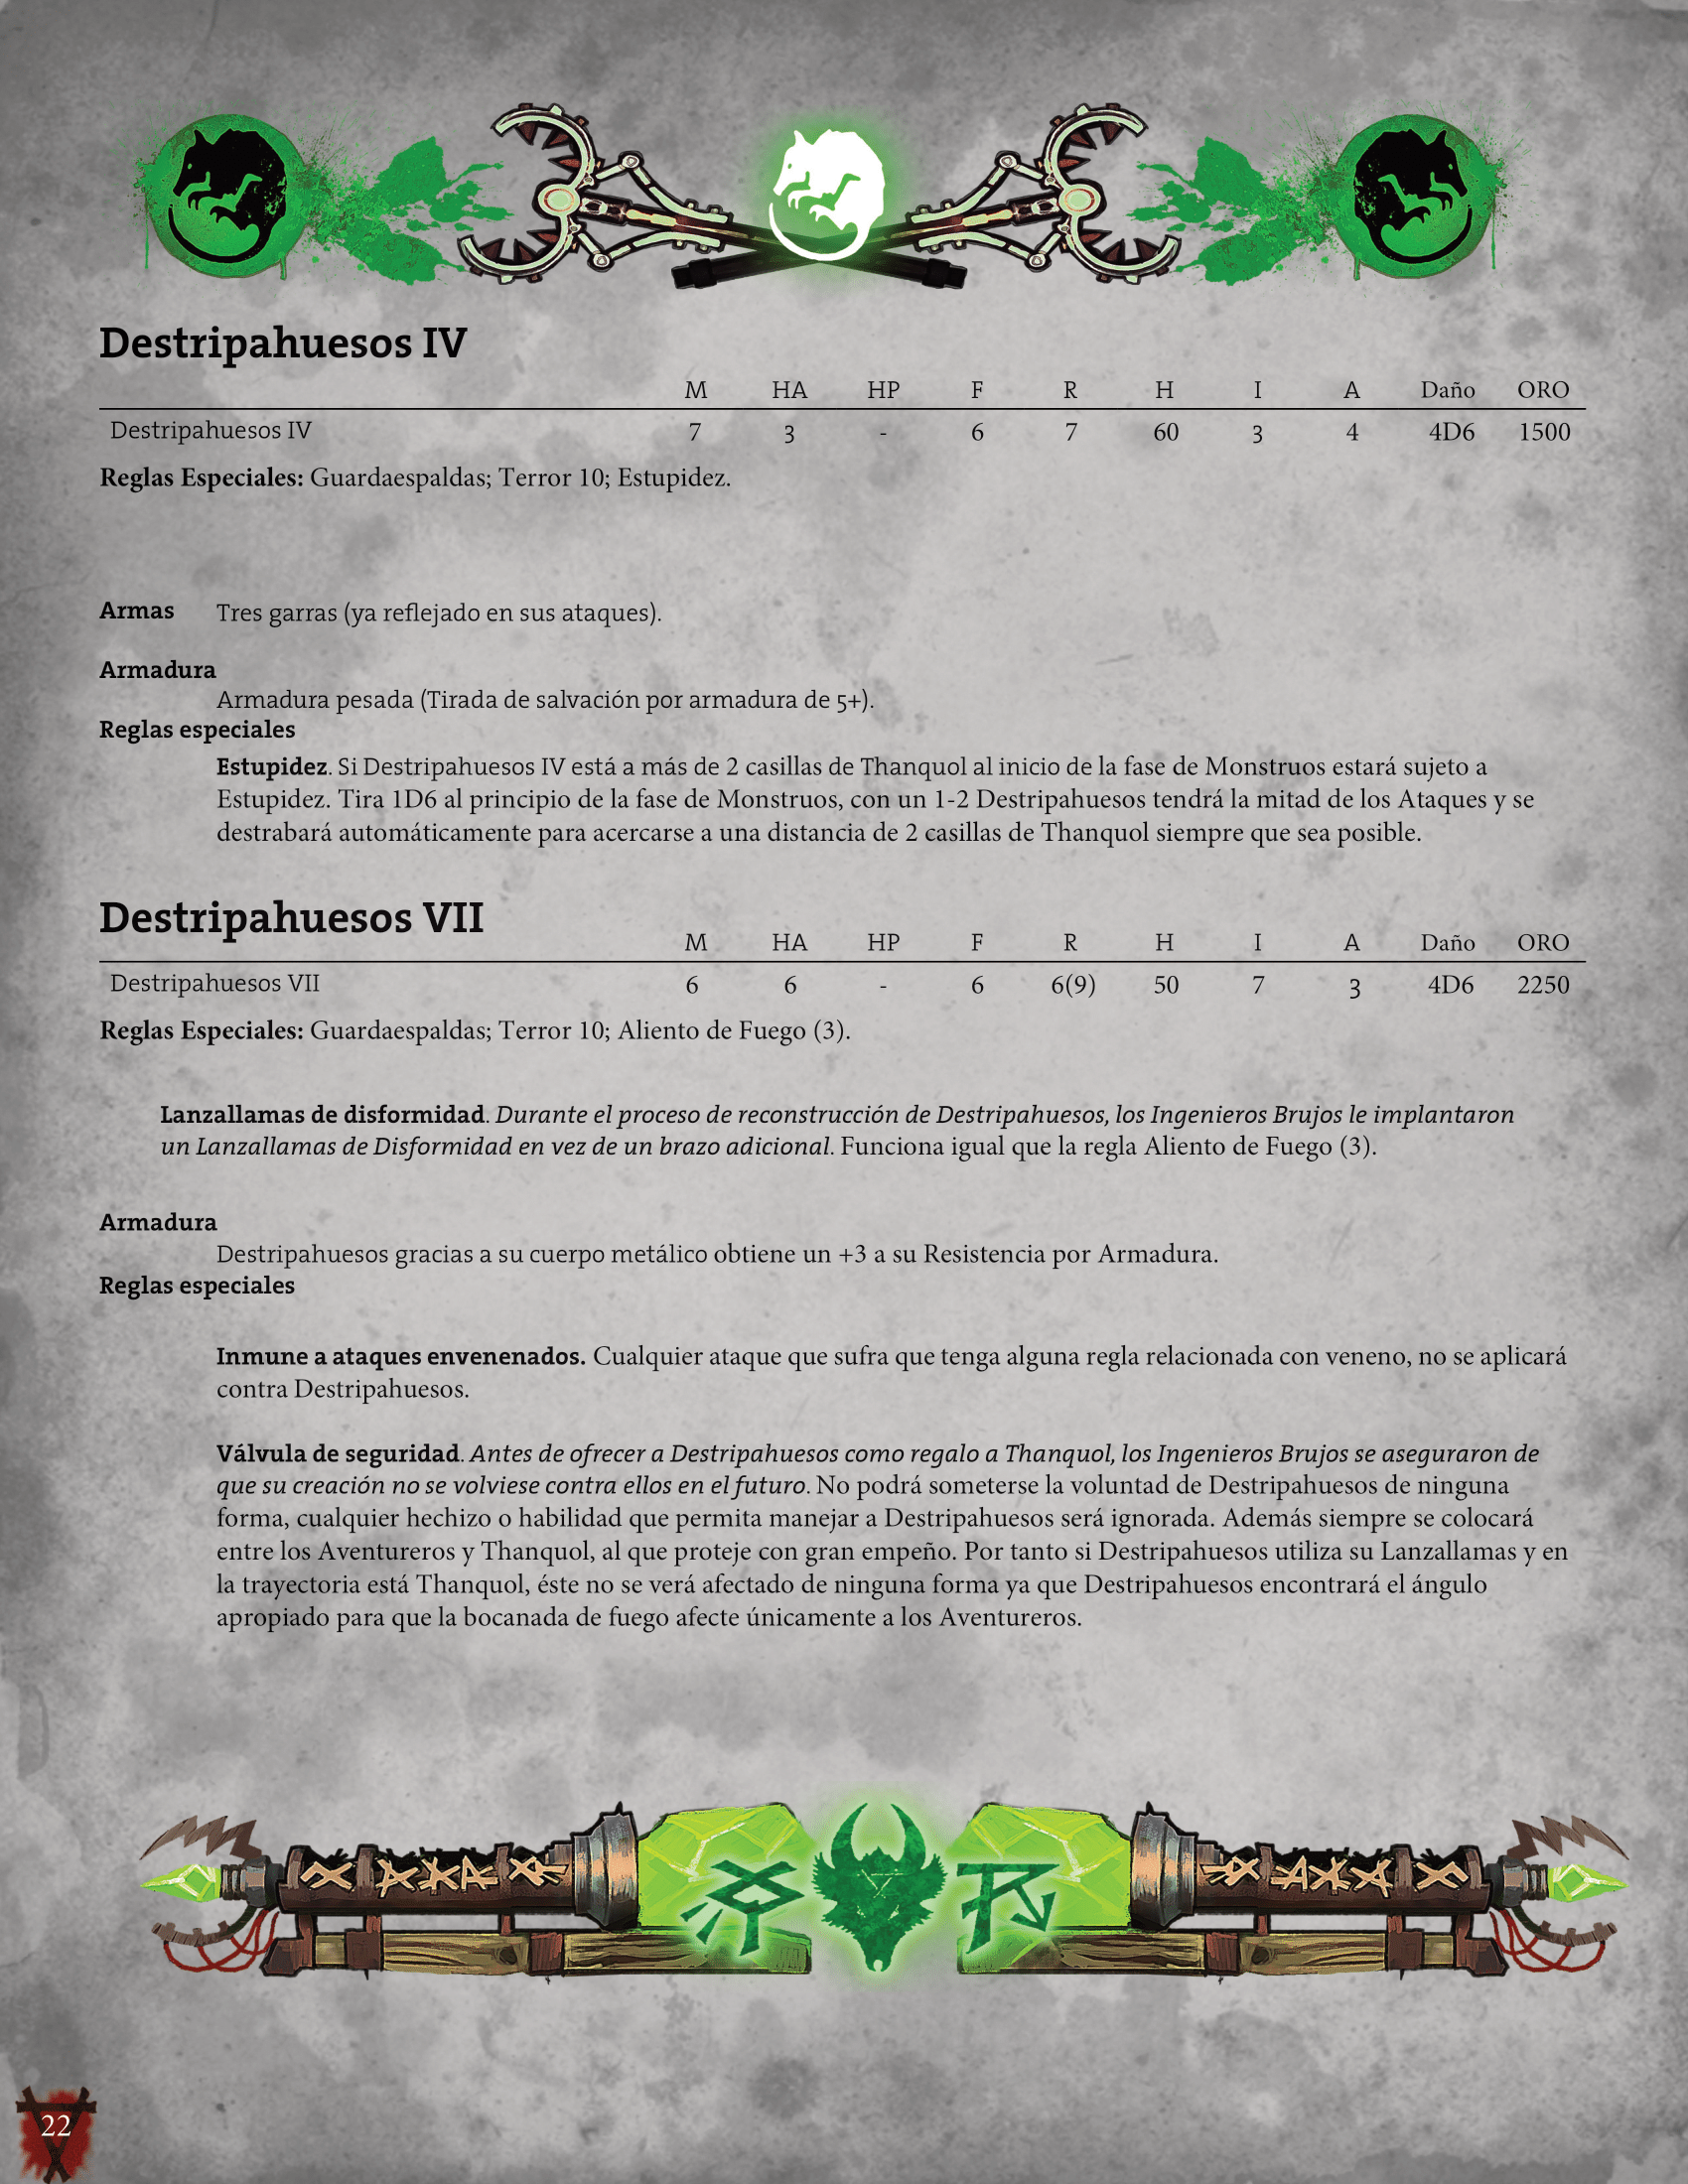 Destripahuesos IV
M HA HP F R H I A Daño ORO
Destripahuesos IV 7 3 - 6 7 60 3 4 4D6 1500
Reglas Especiales: Guardaespaldas; Terror 10; Estupidez.
Armas Tres garras (ya reflejado en sus ataques).
Armadura
Armadura pesada (Tirada de salvación por armadura de 5+).
Reglas especiales
Estupidez. Si Destripahuesos IV está a más de 2 casillas de Thanquol al inicio de la fase de Monstruos estará sujeto a
Estupidez. Tira 1D6 al principio de la fase de Monstruos, con un 1-2 Destripahuesos tendrá la mitad de los Ataques y se
destrabará automáticamente para acercarse a una distancia de 2 casillas de Thanquol siempre que sea posible.
Destripahuesos VII
M HA HP F R H I A Daño ORO
Destripahuesos VII 6 6 - 6 6(9) 50 7 3 4D6 2250
Reglas Especiales: Guardaespaldas; Terror 10; Aliento de Fuego (3).
Lanzallamas de disformidad. Durante el proceso de reconstrucción de Destripahuesos, los Ingenieros Brujos le implantaron
un Lanzallamas de Disformidad en vez de un brazo adicional. Funciona igual que la regla Aliento de Fuego (3).
Armadura
Destripahuesos gracias a su cuerpo metálico obtiene un +3 a su Resistencia por Armadura.
Reglas especiales
Inmune a ataques envenenados. Cualquier ataque que sufra que tenga alguna regla relacionada con veneno, no se aplicará
contra Destripahuesos.
Válvula de seguridad. Antes de ofrecer a Destripahuesos como regalo a Thanquol, los Ingenieros Brujos se aseguraron de
que su creación no se volviese contra ellos en el futuro. No podrá someterse la voluntad de Destripahuesos de ninguna
forma, cualquier hechizo o habilidad que permita manejar a Destripahuesos será ignorada. Además siempre se colocará
entre los Aventureros y Thanquol, al que proteje con gran empeño. Por tanto si Destripahuesos utiliza su Lanzallamas y en
la trayectoria está Thanquol, éste no se verá afectado de ninguna forma ya que Destripahuesos encontrará el ángulo
apropiado para que la bocanada de fuego afecte únicamente a los Aventureros.
22